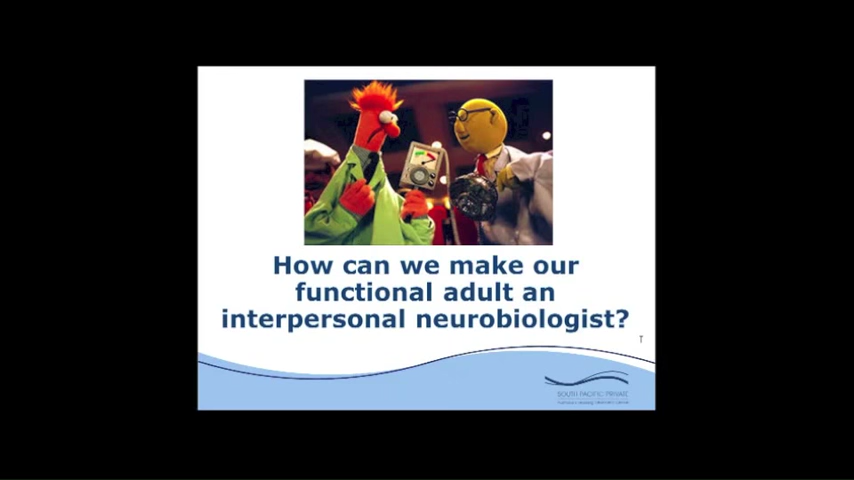 How can we make our
functional adult an
interpersonal neurobiologist?
SOUTH PACIFIC PRIVATE